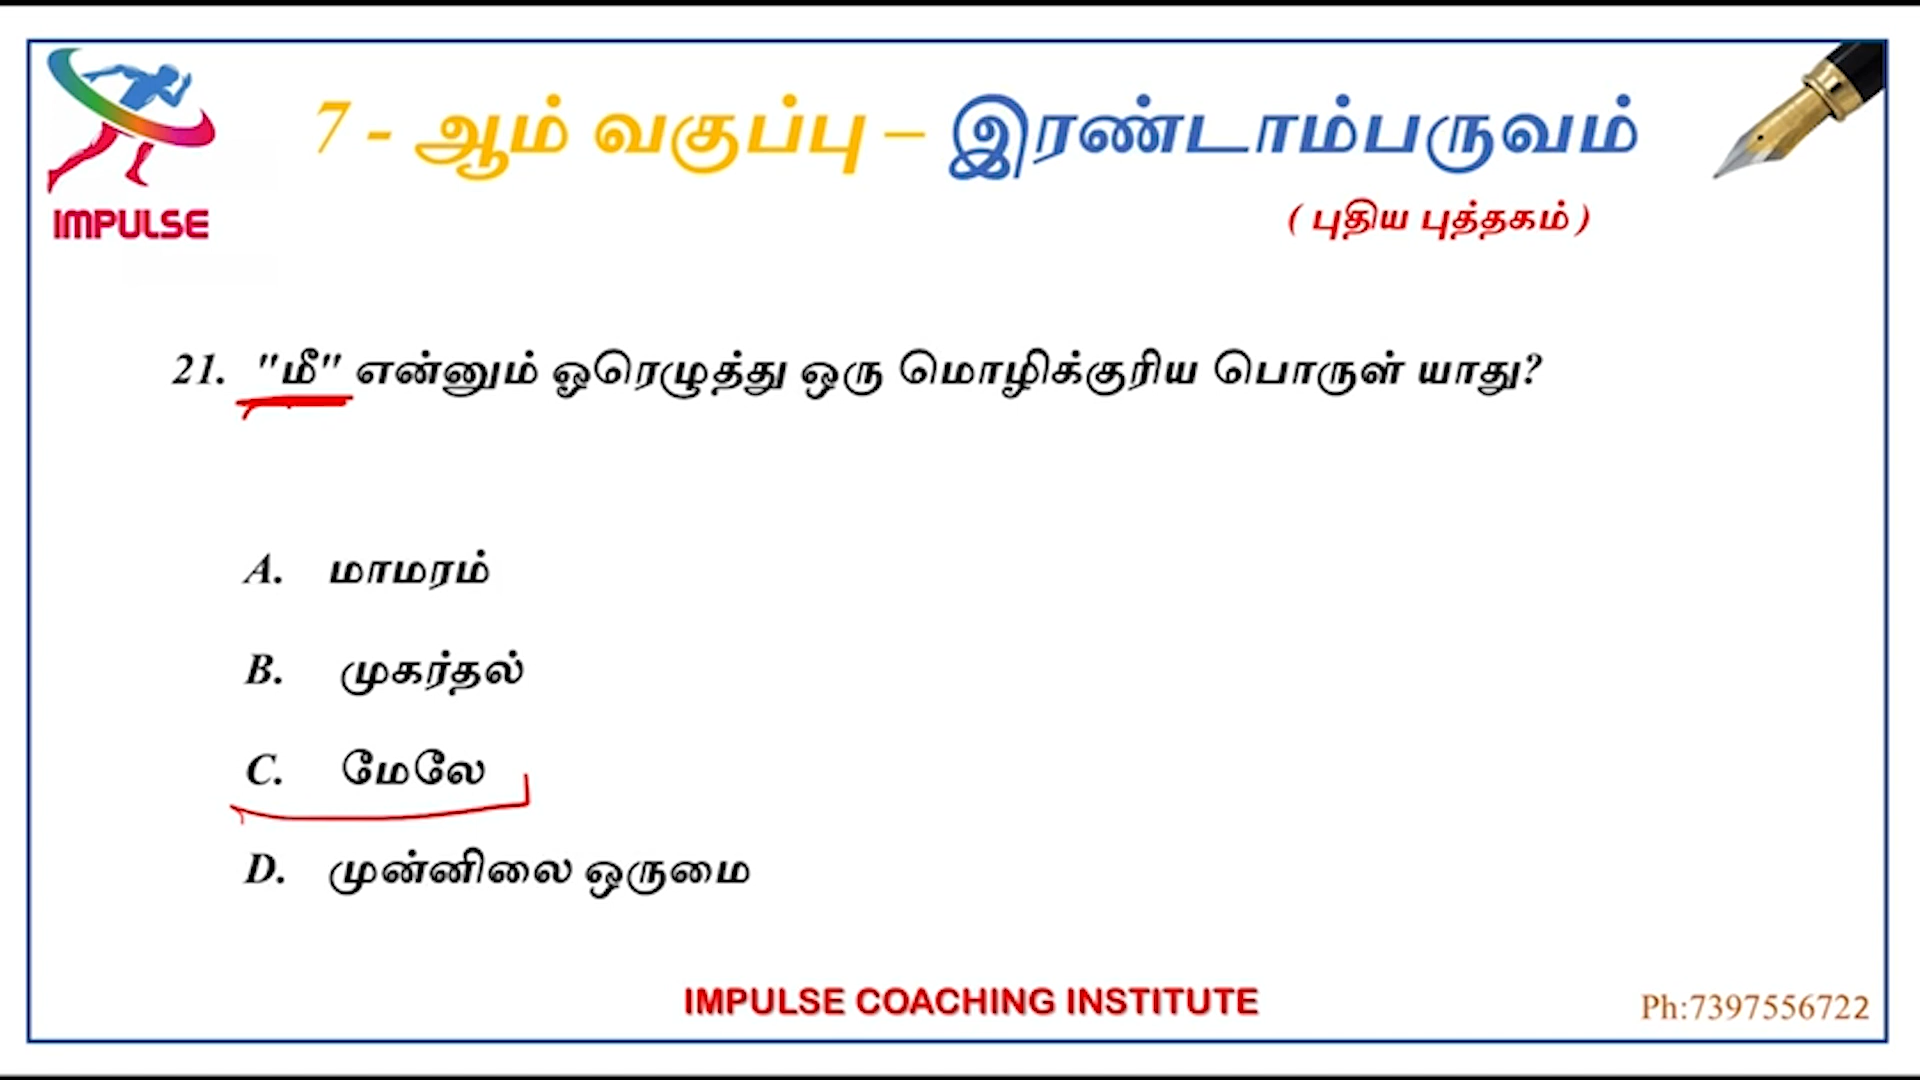 7 - ஆம் வகுப்பு – இரண்டாம்பருவம்
( புதிய புத்தகம் )
IMPULSE
21. "மீ" என்னும் ஓரெழுத்து ஒரு மொழிக்குரிய பொருள் யாது?
A. மாமரம்
B. முகர்தல்
C. மேலே
D. முன்னிலை ஒருமை
IMPULSE COACHING INSTITUTE
Ph:7397556722